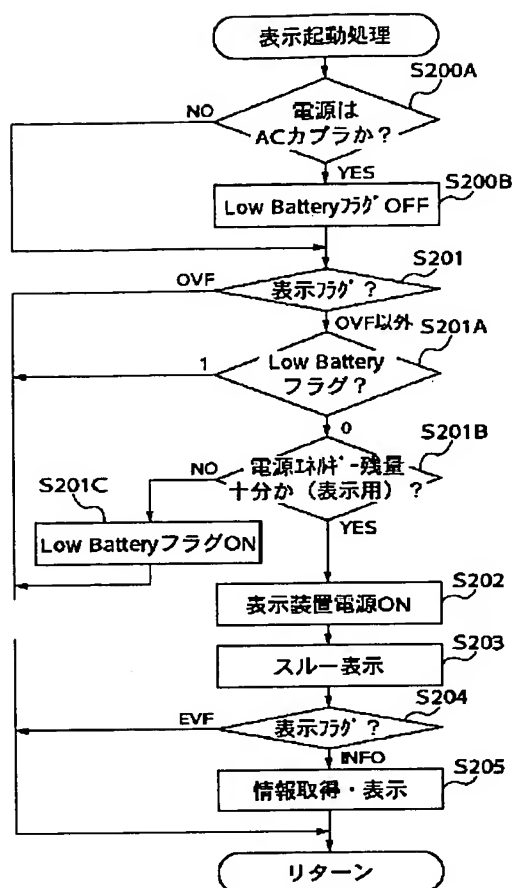 表示起動処理
S200A
電源は
ACカプラか？
NO
YES
S200B
Low Batteryフラグ OFF
S201
OVF
表示フラグ？
OVF以外
S201A
Low Battery
フラグ？
1
0
S201B
電源エネルギー残量
十分か（表示用）？
NO
YES
S201C
Low BatteryフラグON
S202
表示装置電源ON
S203
スルー表示
S204
EVF
表示フラグ？
INFO
S205
情報取得・表示
リターン